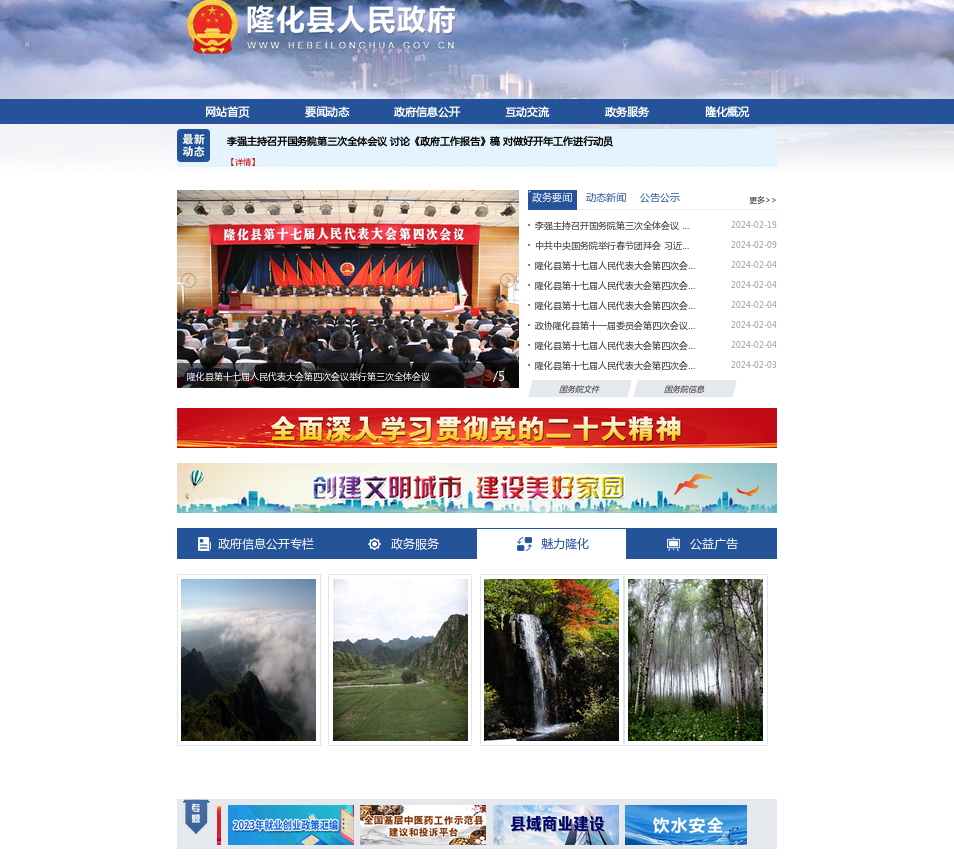 隆化县人民政府
WWW.HEBEILONGHUA.GOV.CN
网站首页 要闻动态 政府信息公开 互动交流 政务服务 隆化概况
最新动态
李强主持召开国务院第三次全体会议 讨论《政府工作报告》稿 对做好开年工作进行动员
【详情】
隆化县第十七届人民代表大会第四次会议
隆化县第十七届人民代表大会第四次会议举行第三次全体会议
3/5
政务要闻 动态新闻 公告公示 更多>>
李强主持召开国务院第三次全体会议 ... 2024-02-19
中共中央国务院举行春节团拜会 习近... 2024-02-09
隆化县第十七届人民代表大会第四次会... 2024-02-04
隆化县第十七届人民代表大会第四次会... 2024-02-04
隆化县第十七届人民代表大会第四次会... 2024-02-04
政协隆化县第十一届委员会第四次会议... 2024-02-04
隆化县第十七届人民代表大会第四次会... 2024-02-04
隆化县第十七届人民代表大会第四次会... 2024-02-03
国务院文件 国务院信息
全面深入学习贯彻党的二十大精神
创建文明城市 建设美好家园
政府信息公开专栏 政务服务 魅力隆化 公益广告
专题
2023年就业创业政策汇编
全国基层中医药工作示范县
建议和投诉平台
县域商业建设
饮水安全